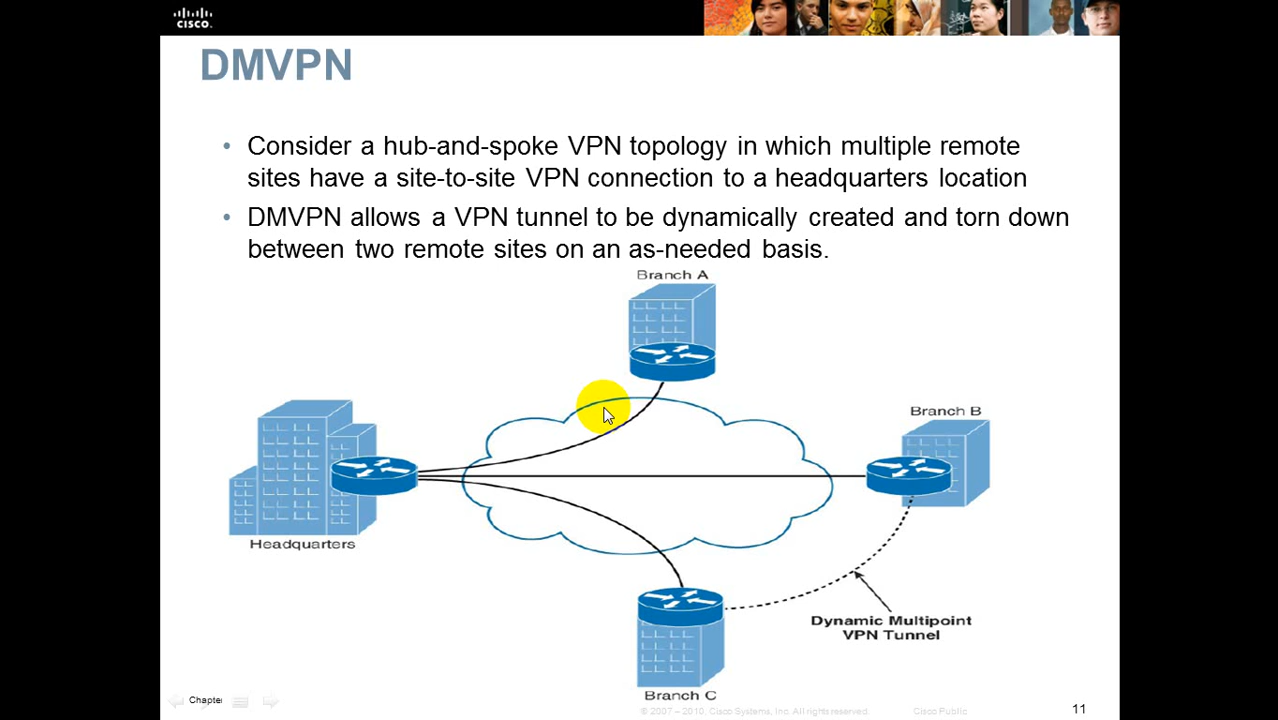 CISCO.
DMVPN
• Consider a hub-and-spoke VPN topology in which multiple remote
sites have a site-to-site VPN connection to a headquarters location
• DMVPN allows a VPN tunnel to be dynamically created and torn down
between two remote sites on an as-needed basis.
Branch A
Branch B
Headquarters
Dynamic Multipoint
VPN Tunnel
Branch C
Chapter
© 2007 – 2010, Cisco Systems, Inc. All rights reserved.
Cisco Public
11